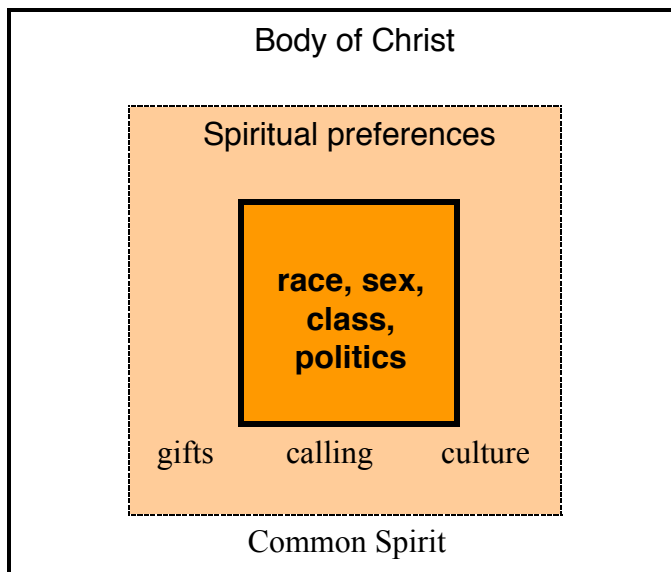 Body of Christ
Spiritual preferences
race, sex,
class,
politics
gifts calling culture
Common Spirit